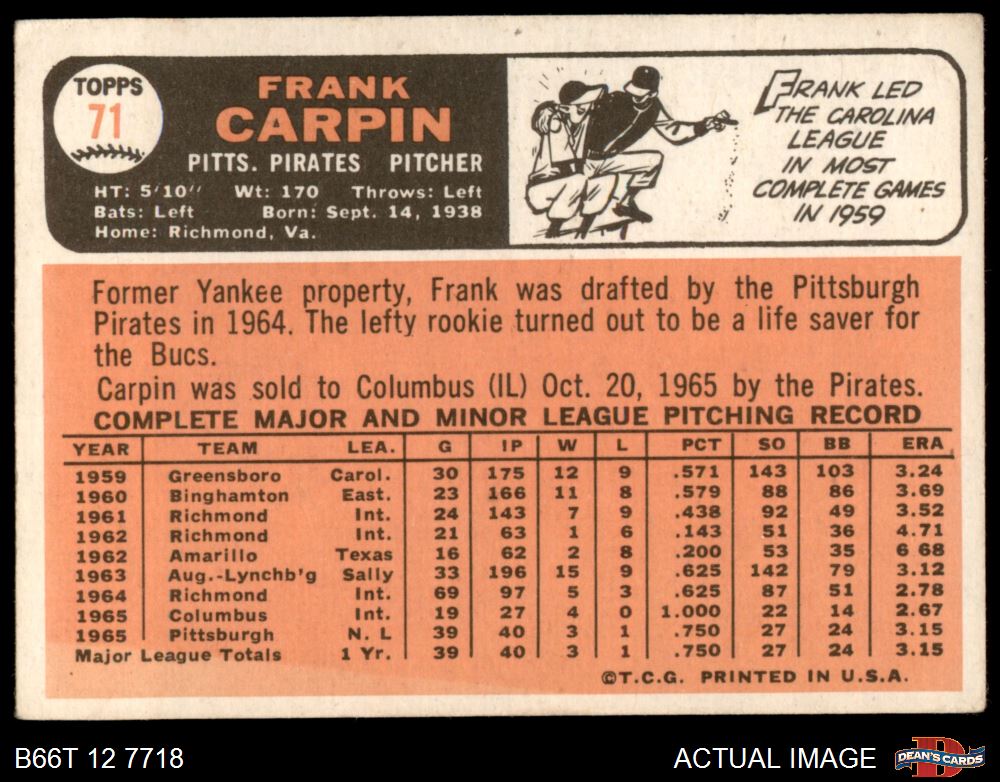 TOPPS
71
FRANK
CARPIN
PITTS. PIRATES PITCHER
HT: 5'10" Wt: 170 Throws: Left
Bats: Left Born: Sept. 14, 1938
Home: Richmond, Va.
FRANK LED
THE CAROLINA
LEAGUE
IN MOST
COMPLETE GAMES
IN 1959
Former Yankee property, Frank was drafted by the Pittsburgh
Pirates in 1964. The lefty rookie turned out to be a life saver for
the Bucs.
Carpin was sold to Columbus (IL) Oct. 20, 1965 by the Pirates.
COMPLETE MAJOR AND MINOR LEAGUE PITCHING RECORD
YEAR TEAM LEA. G IP W L PCT SO BB ERA
1959 Greensboro Carol. 30 175 12 9 .571 143 103 3.24
1960 Binghamton East. 23 166 11 8 .579 88 86 3.69
1961 Richmond Int. 24 143 7 9 .438 92 49 3.52
1962 Richmond Int. 21 63 1 6 .143 51 36 4.71
1962 Amarillo Texas 16 62 2 8 .200 53 35 6 68
1963 Aug.-Lynchb'g Sally 33 196 15 9 .625 142 79 3.12
1964 Richmond Int. 69 97 5 3 .625 87 51 2.78
1965 Columbus Int. 19 27 4 0 1.000 22 14 2.67
1965 Pittsburgh N. L 39 40 3 1 .750 27 24 3.15
Major League Totals 1 Yr. 39 40 3 1 .750 27 24 3.15
©T.C.G. PRINTED IN U.S.A.
B66T 12 7718
ACTUAL IMAGE
D
DEAN'S CARDS